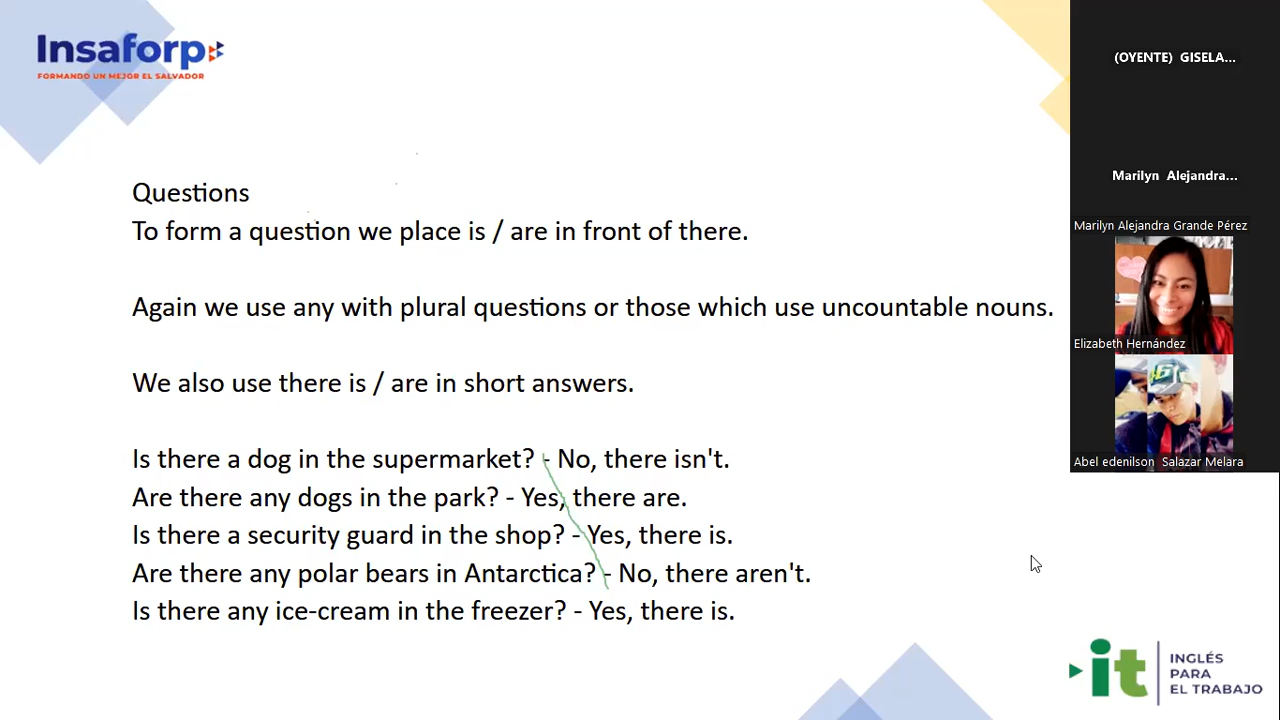 Insaforp
FORMANDO UN MEJOR EL SALVADOR
Questions
To form a question we place is / are in front of there.
Again we use any with plural questions or those which use uncountable nouns.
We also use there is / are in short answers.
Is there a dog in the supermarket? - No, there isn't.
Are there any dogs in the park? - Yes, there are.
Is there a security guard in the shop? - Yes, there is.
Are there any polar bears in Antarctica? - No, there aren't.
Is there any ice-cream in the freezer? - Yes, there is.
(OYENTE) GISELA...
Marilyn Alejandra...
Marilyn Alejandra Grande Pérez
Elizabeth Hernández
Abel edenilson Salazar Melara
it
INGLÉS
PARA
EL TRABAJO